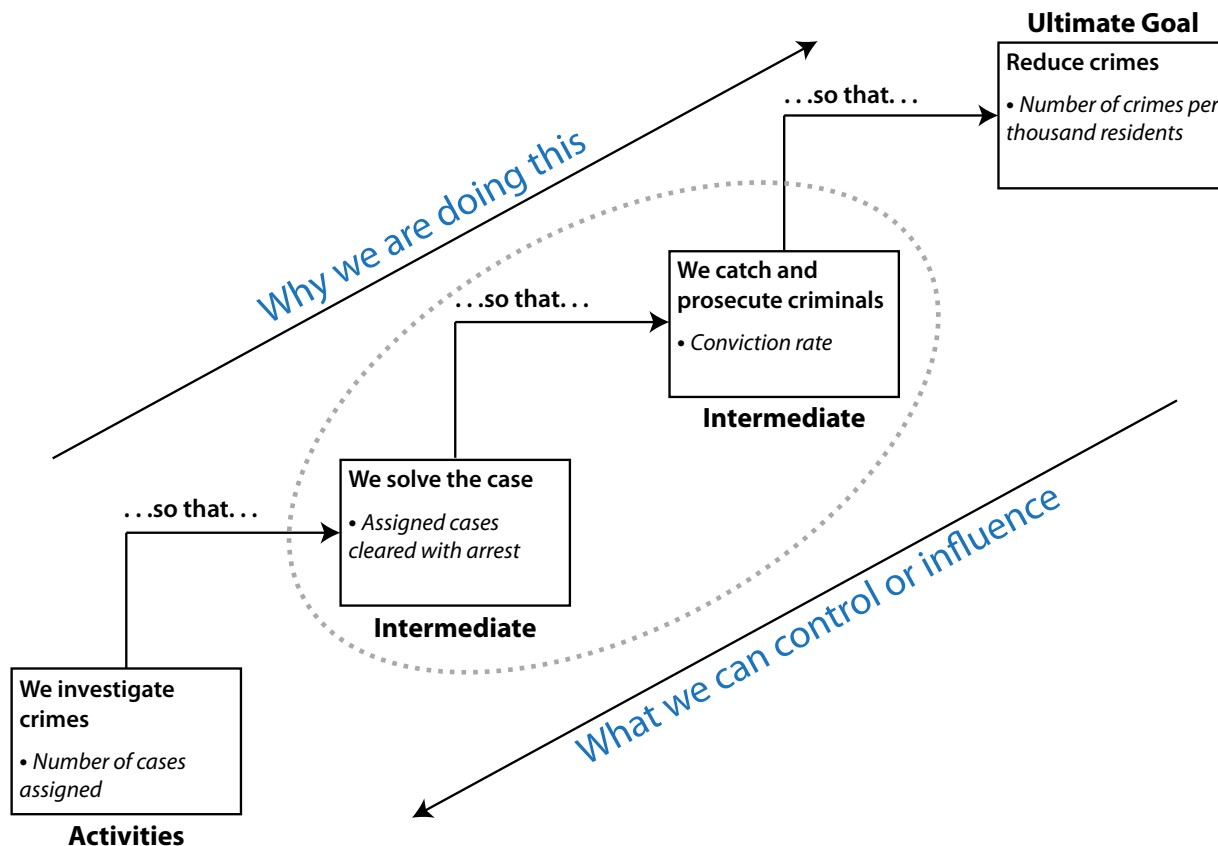 Ultimate Goal
Reduce crimes
• Number of crimes per
thousand residents
. . .so that. . .
Why we are doing this
We catch and
prosecute criminals
• Conviction rate
Intermediate
. . .so that. . .
We solve the case
• Assigned cases
cleared with arrest
Intermediate
. . .so that. . .
What we can control or influence
We investigate
crimes
• Number of cases
assigned
Activities